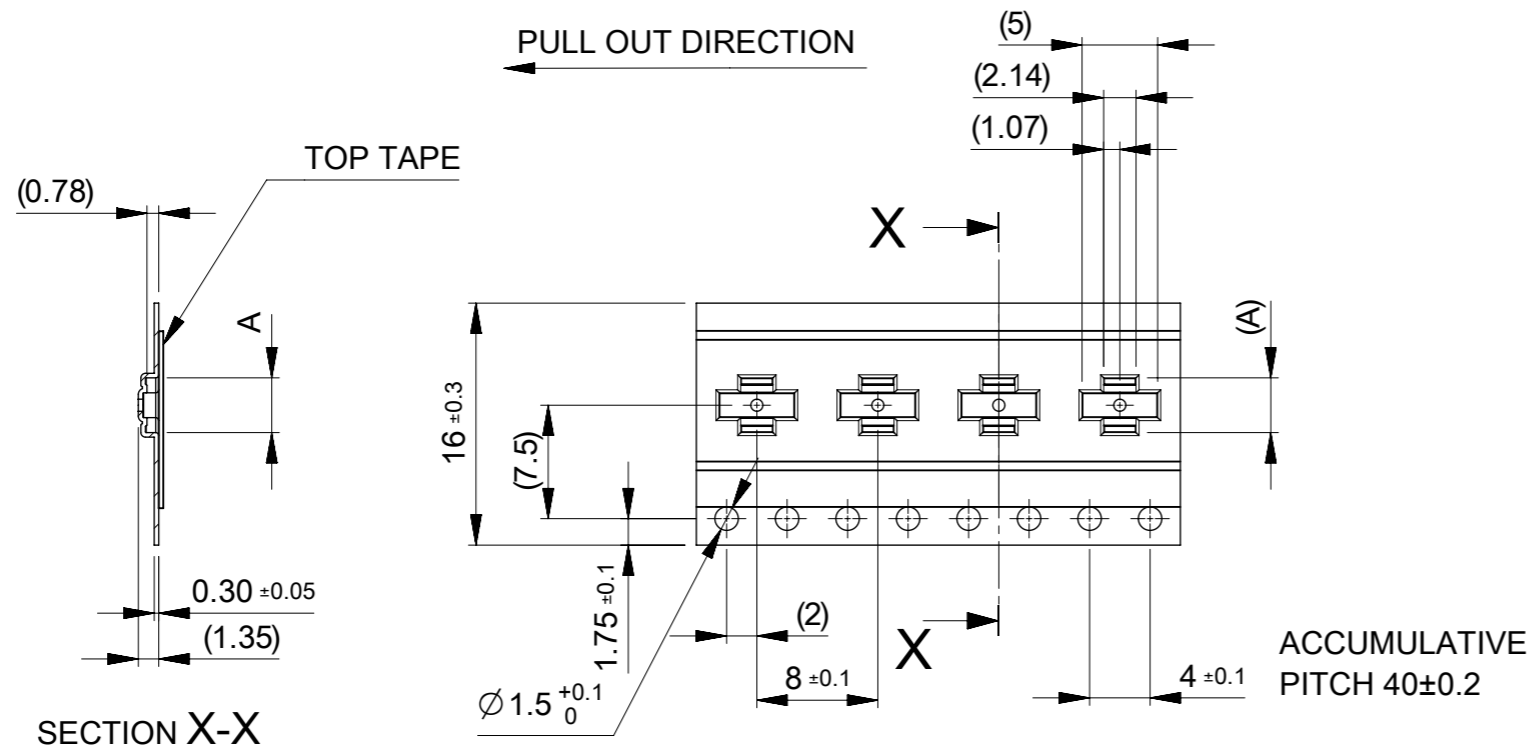 PULL OUT DIRECTION
(5)
(2.14)
(1.07)
TOP TAPE
(0.78)
X
A
(A)
16 ±0.3
(7.5)
1.75 ±0.1
0.30 ±0.05
(1.35)
(2)
X
8 ±0.1
4 ±0.1
ACCUMULATIVE
PITCH 40±0.2
∅1.5 +0.1 0
SECTION X-X